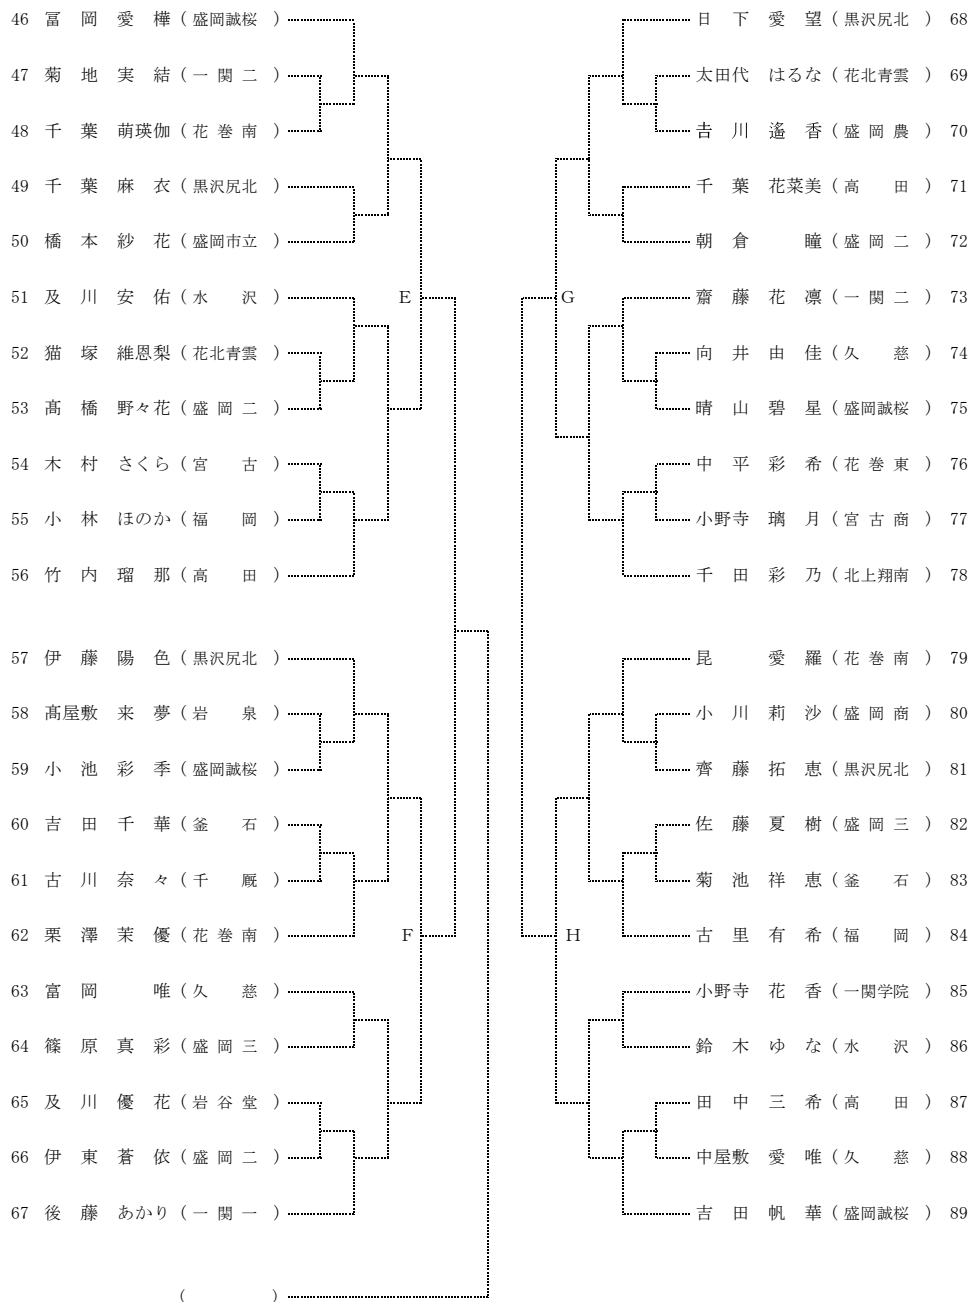 46 冨 岡 愛 樺 ( 盛岡誠桜 )
47 菊 地 実 結 ( 一 関 二 )
48 千 葉 萌瑛伽 ( 花 巻 南 )
49 千 葉 麻 衣 ( 黒沢尻北 )
50 橋 本 紗 花 ( 盛岡市立 )
51 及 川 安 佑 ( 水 沢 )
52 猫 塚 維恩梨 ( 花北青雲 )
53 髙 橋 野々花 ( 盛 岡 二 )
54 木 村 さくら ( 宮 古 )
55 小 林 ほのか ( 福 岡 )
56 竹 内 瑠 那 ( 高 田 )
57 伊 藤 陽 色 ( 黒沢尻北 )
58 髙屋敷 来 夢 ( 岩 泉 )
59 小 池 彩 季 ( 盛岡誠桜 )
60 吉 田 千 華 ( 釜 石 )
61 古 川 奈 々 ( 千 厩 )
62 栗 澤 茉 優 ( 花 巻 南 )
63 富 岡 唯 ( 久 慈 )
64 篠 原 真 彩 ( 盛 岡 三 )
65 及 川 優 花 ( 岩 谷 堂 )
66 伊 東 蒼 依 ( 盛 岡 二 )
67 後 藤 あかり ( 一 関 一 )
( )
E
F
G
H
日 下 愛 望 ( 黒沢尻北 ) 68
太田代 はるな ( 花北青雲 ) 69
𠮷 川 遙 香 ( 盛 岡 農 ) 70
千 葉 花菜美 ( 高 田 ) 71
朝 倉 瞳 ( 盛 岡 二 ) 72
齋 藤 花 凛 ( 一 関 二 ) 73
向 井 由 佳 ( 久 慈 ) 74
晴 山 碧 星 ( 盛岡誠桜 ) 75
中 平 彩 希 ( 花 巻 東 ) 76
小野寺 璃 月 ( 宮 古 商 ) 77
千 田 彩 乃 ( 北上翔南 ) 78
昆 愛 羅 ( 花 巻 南 ) 79
小 川 莉 沙 ( 盛 岡 商 ) 80
齊 藤 拓 恵 ( 黒沢尻北 ) 81
佐 藤 夏 樹 ( 盛 岡 三 ) 82
菊 池 祥 恵 ( 釜 石 ) 83
古 里 有 希 ( 福 岡 ) 84
小野寺 花 香 ( 一関学院 ) 85
鈴 木 ゆ な ( 水 沢 ) 86
田 中 三 希 ( 高 田 ) 87
中屋敷 愛 唯 ( 久 慈 ) 88
吉 田 帆 華 ( 盛岡誠桜 ) 89